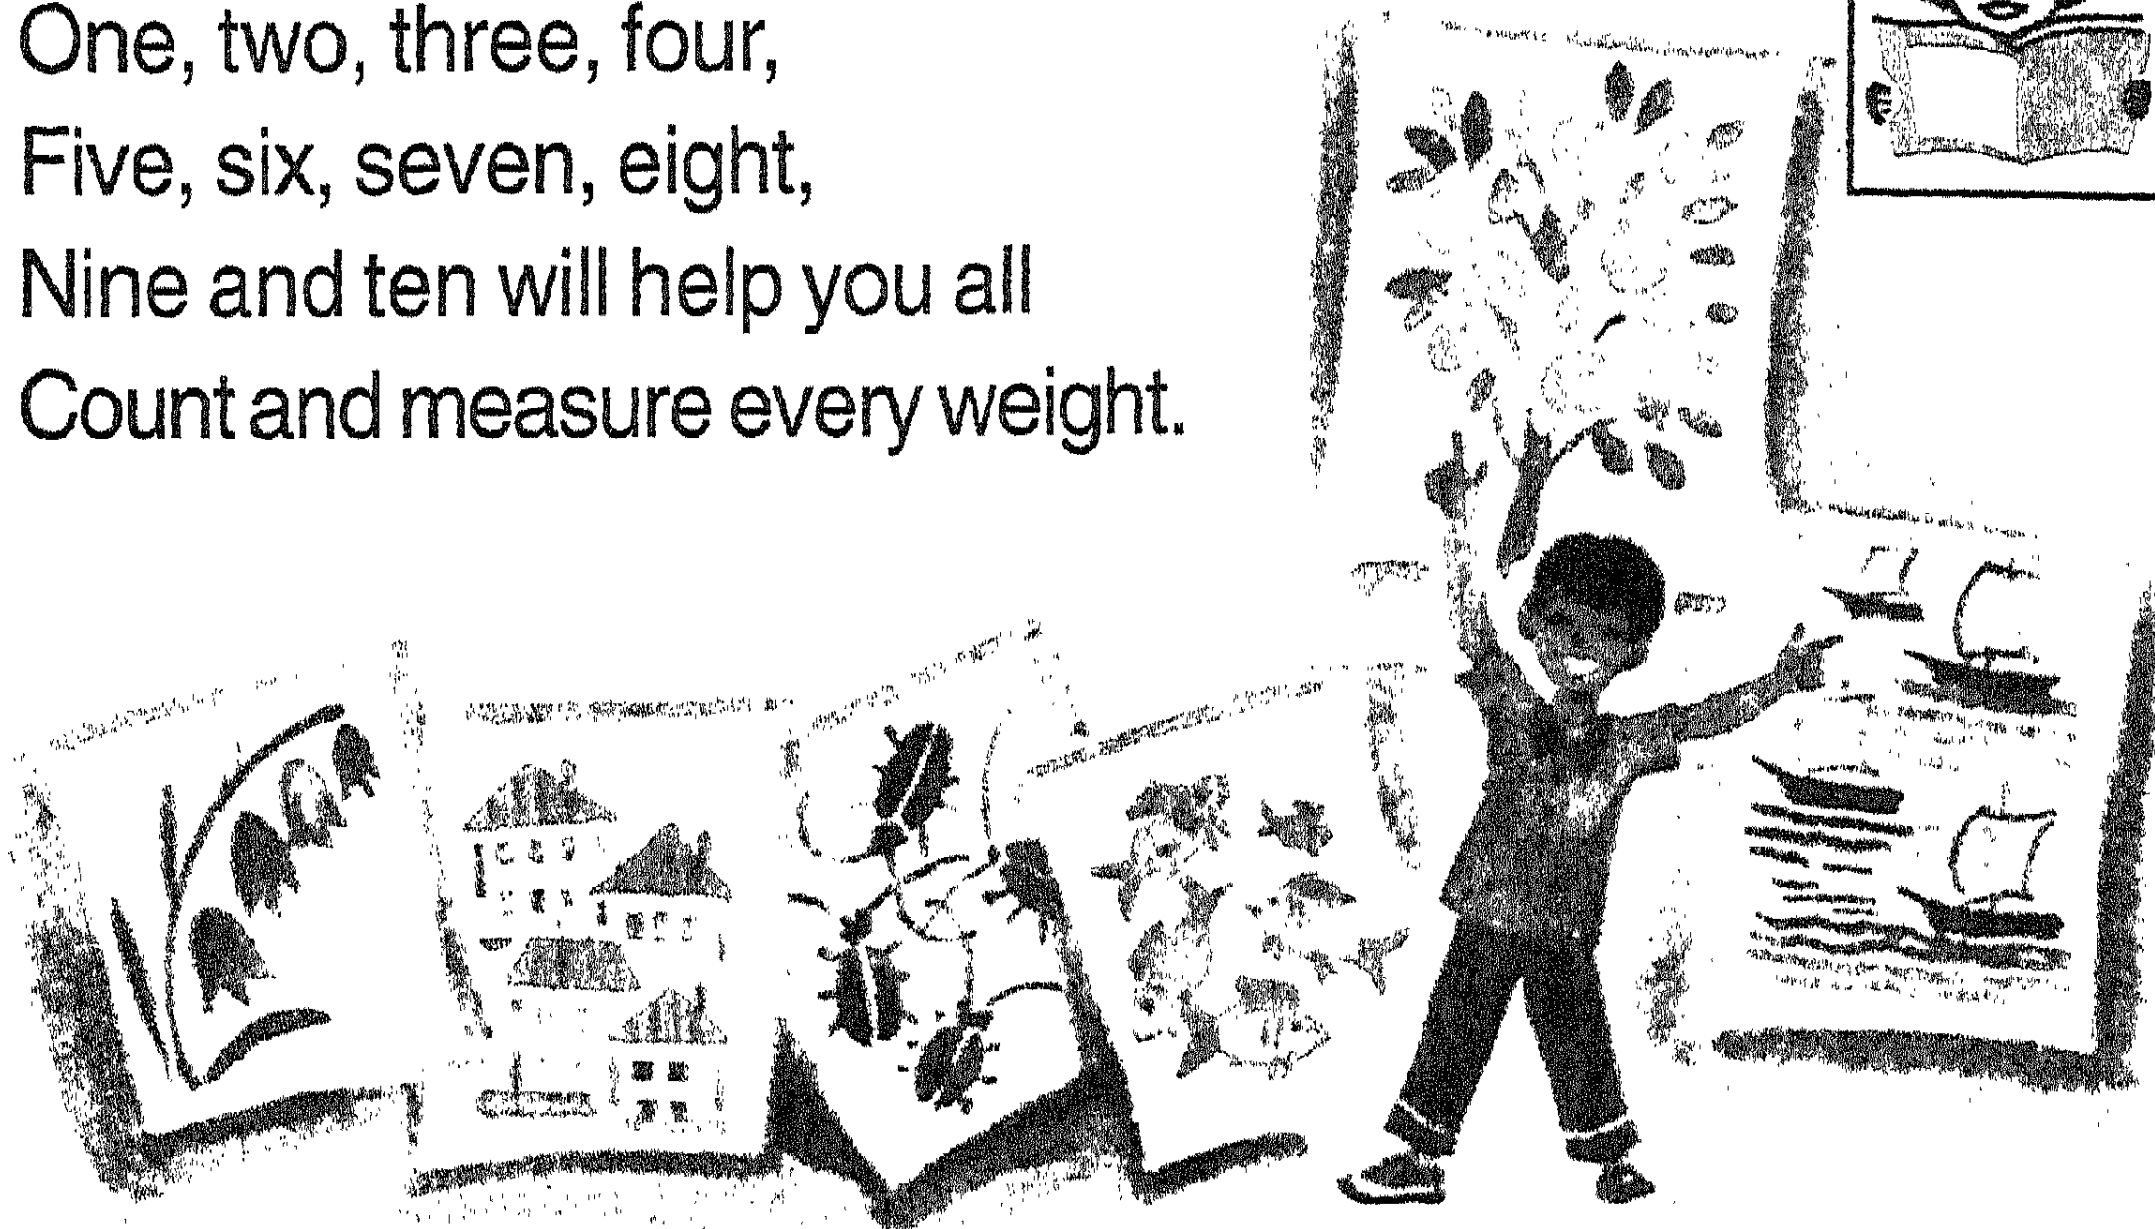 One, two, three, four,
Five, six, seven, eight,
Nine and ten will help you all
Count and measure every weight.